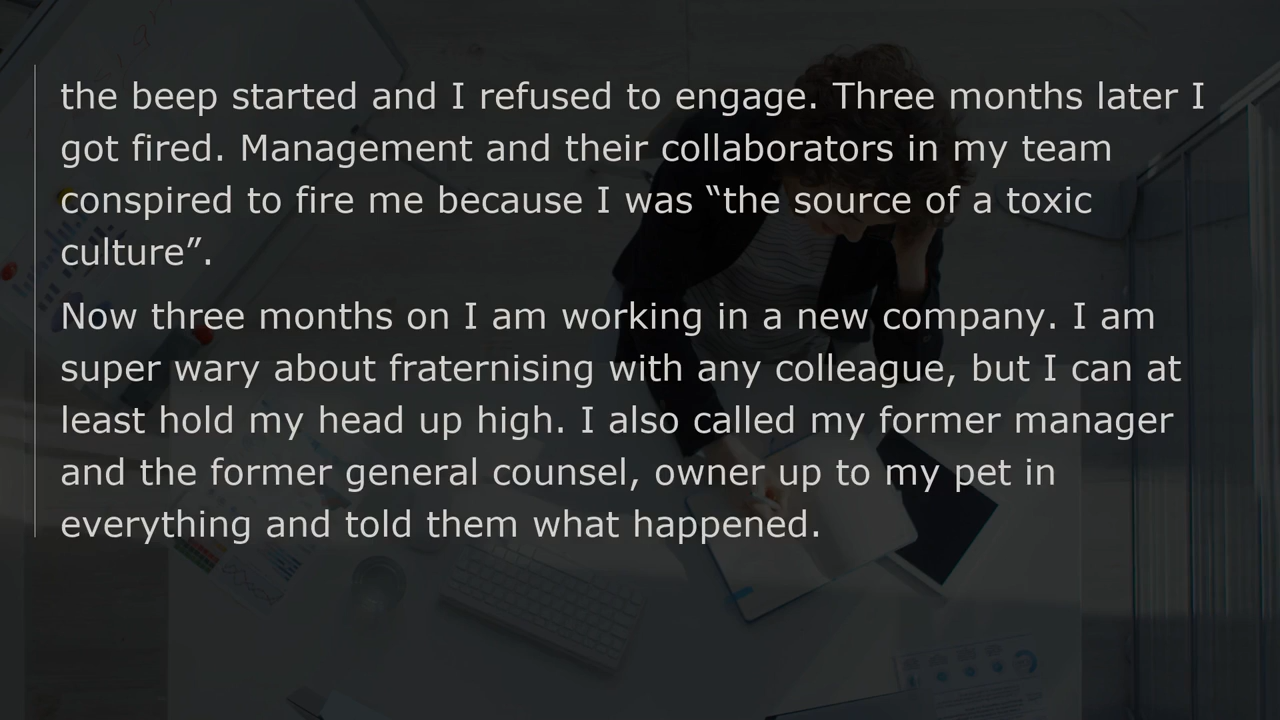 the beep started and I refused to engage. Three months later I
got fired. Management and their collaborators in my team
conspired to fire me because I was “the source of a toxic
culture”.
Now three months on I am working in a new company. I am
super wary about fraternising with any colleague, but I can at
least hold my head up high. I also called my former manager
and the former general counsel, owner up to my pet in
everything and told them what happened.